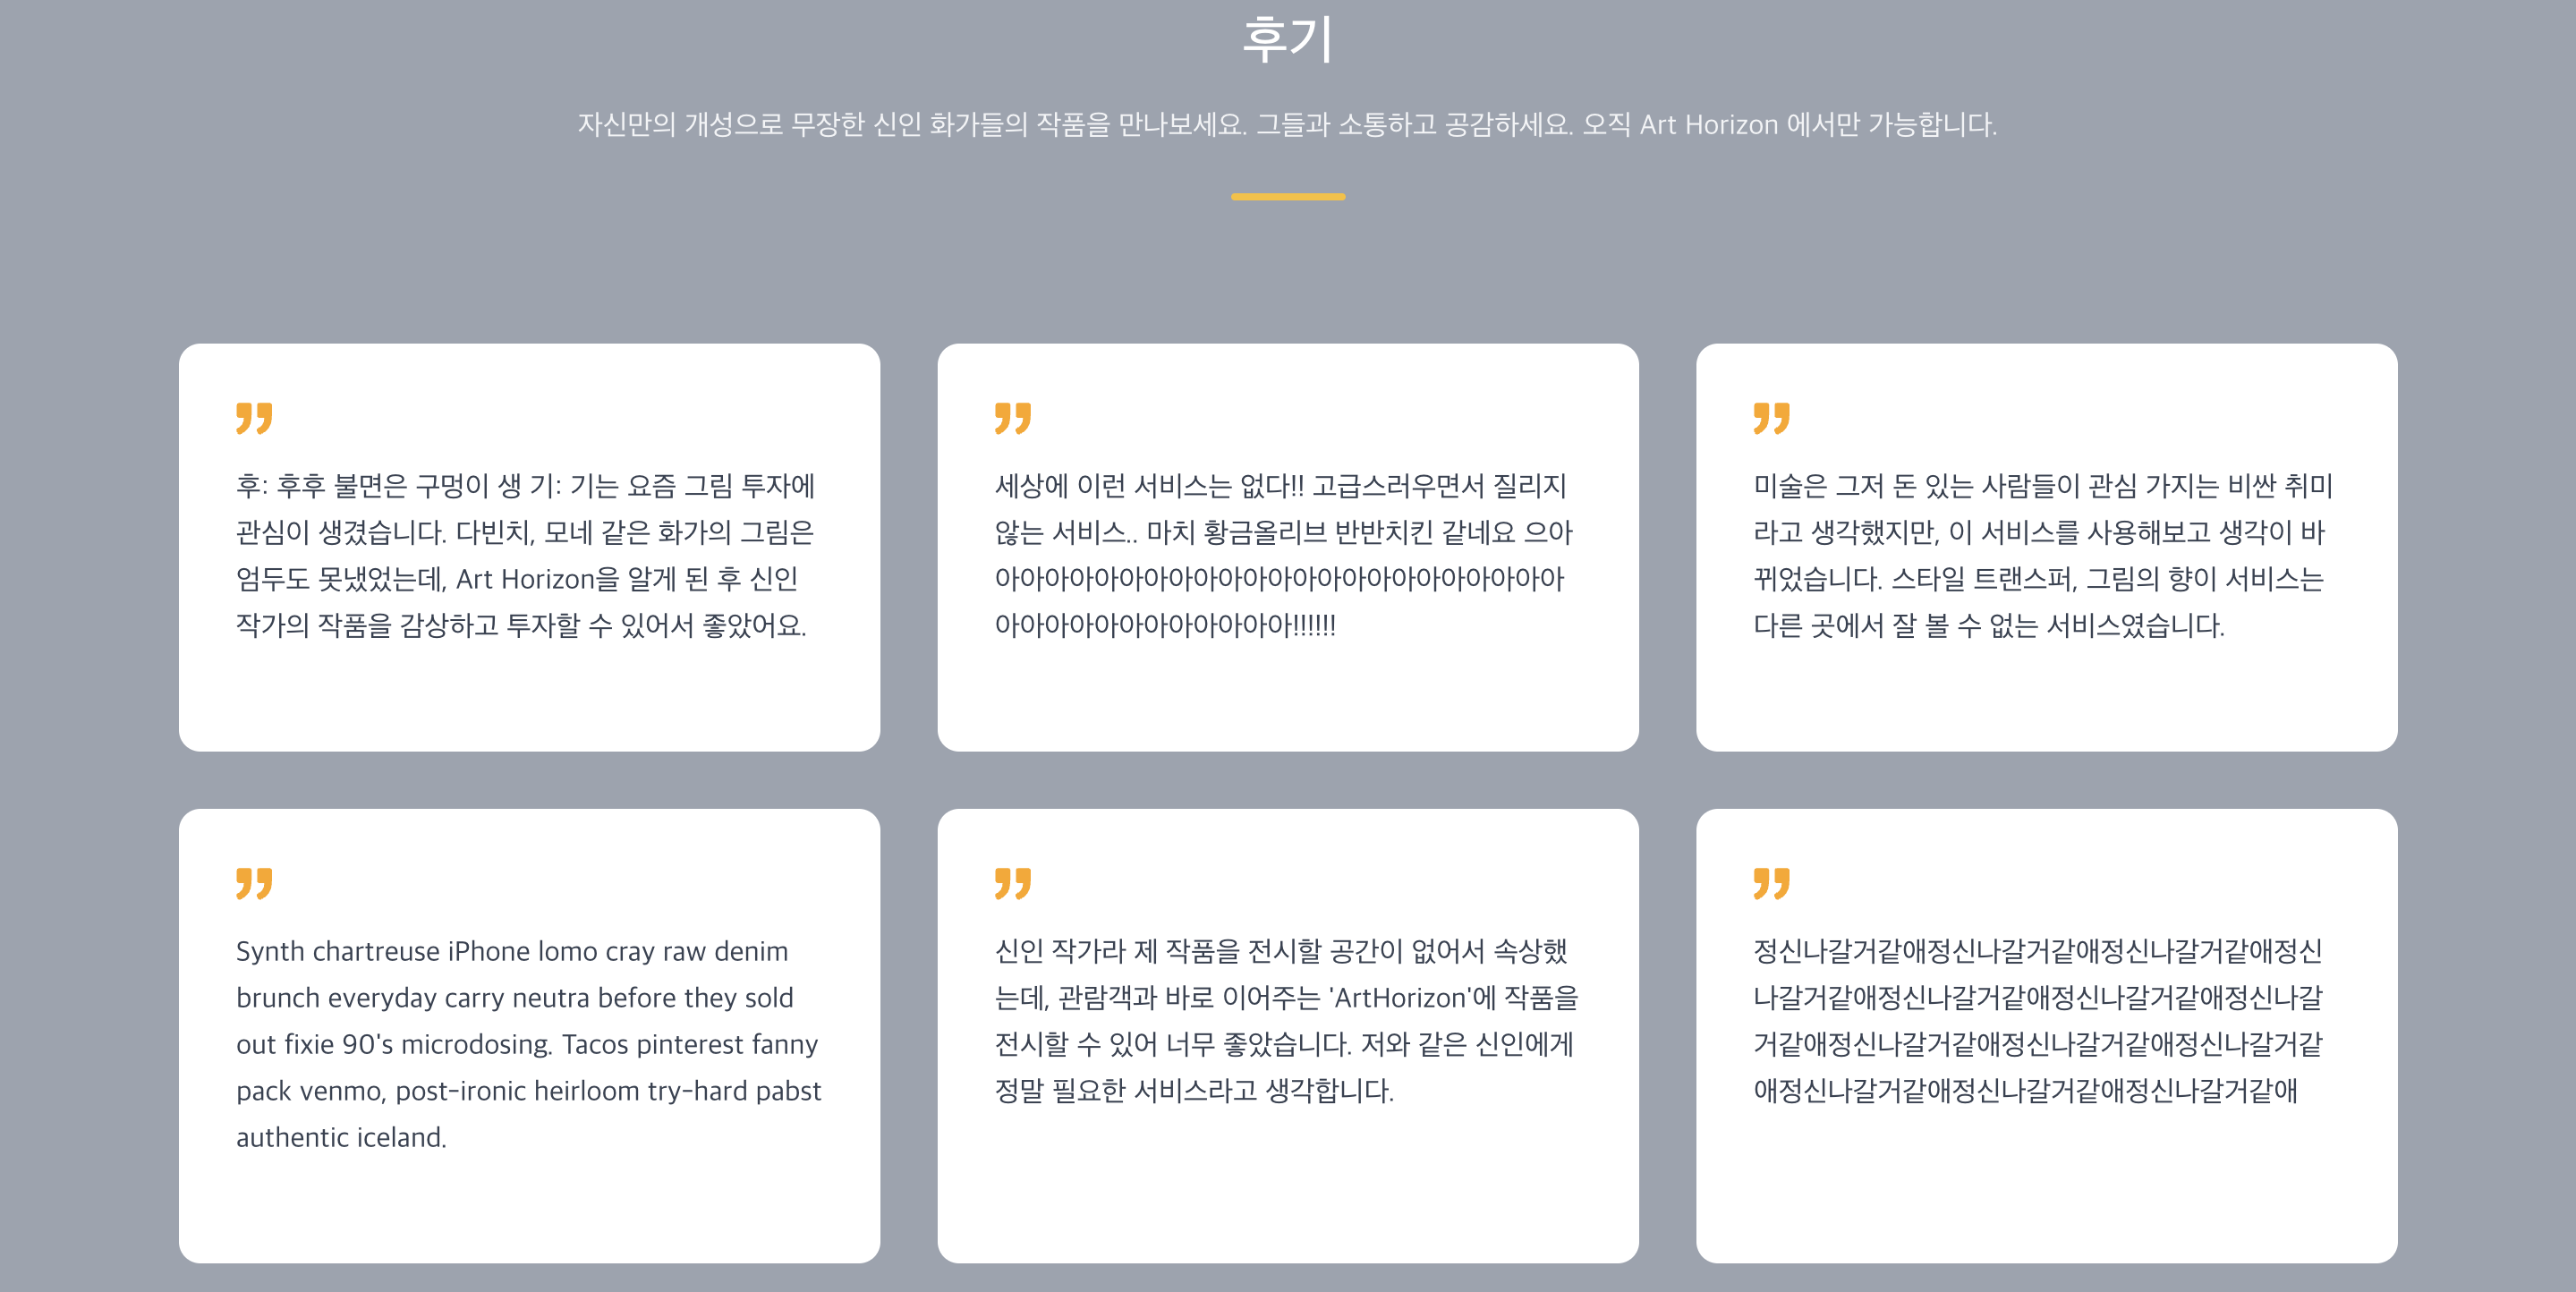 후기
자신만의 개성으로 무장한 신인 화가들의 작품을 만나보세요. 그들과 소통하고 공감하세요. 오직 Art Horizon 에서만 가능합니다.
후: 후후 불면은 구멍이 생 기: 기는 요즘 그림 투자에
관심이 생겼습니다. 다빈치, 모네 같은 화가의 그림은
엄두도 못냈었는데, Art Horizon을 알게 된 후 신인
작가의 작품을 감상하고 투자할 수 있어서 좋았어요.
세상에 이런 서비스는 없다!! 고급스러우면서 질리지
않는 서비스.. 마치 황금올리브 반반치킨 같네요 으아
아아아아아아아아아아아아아아아아아아아아아아아
아아아아아아아아아아아아!!!!!!
미술은 그저 돈 있는 사람들이 관심 가지는 비싼 취미
라고 생각했지만, 이 서비스를 사용해보고 생각이 바
뀌었습니다. 스타일 트랜스퍼, 그림의 향이 서비스는
다른 곳에서 잘 볼 수 없는 서비스였습니다.
Synth chartreuse iPhone lomo cray raw denim
brunch everyday carry neutra before they sold
out fixie 90's microdosing. Tacos pinterest fanny
pack venmo, post-ironic heirloom try-hard pabst
authentic iceland.
신인 작가라 제 작품을 전시할 공간이 없어서 속상했
는데, 관람객과 바로 이어주는 'ArtHorizon'에 작품을
전시할 수 있어 너무 좋았습니다. 저와 같은 신인에게
정말 필요한 서비스라고 생각합니다.
정신나갈거같애정신나갈거같애정신나갈거같애정신
나갈거같애정신나갈거같애정신나갈거같애정신나갈
거같애정신나갈거같애정신나갈거같애정신나갈거같
애정신나갈거같애정신나갈거같애정신나갈거같애